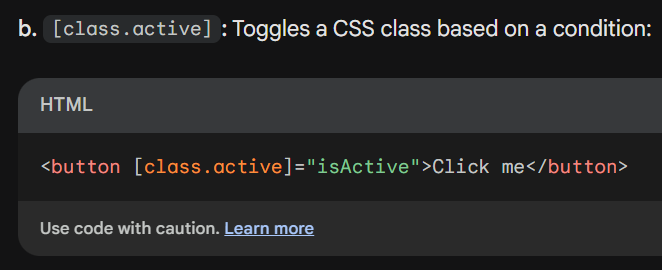 b. [class.active] : Toggles a CSS class based on a condition:
HTML
<button [class.active]="isActive">Click me</button>
Use code with caution. Learn more